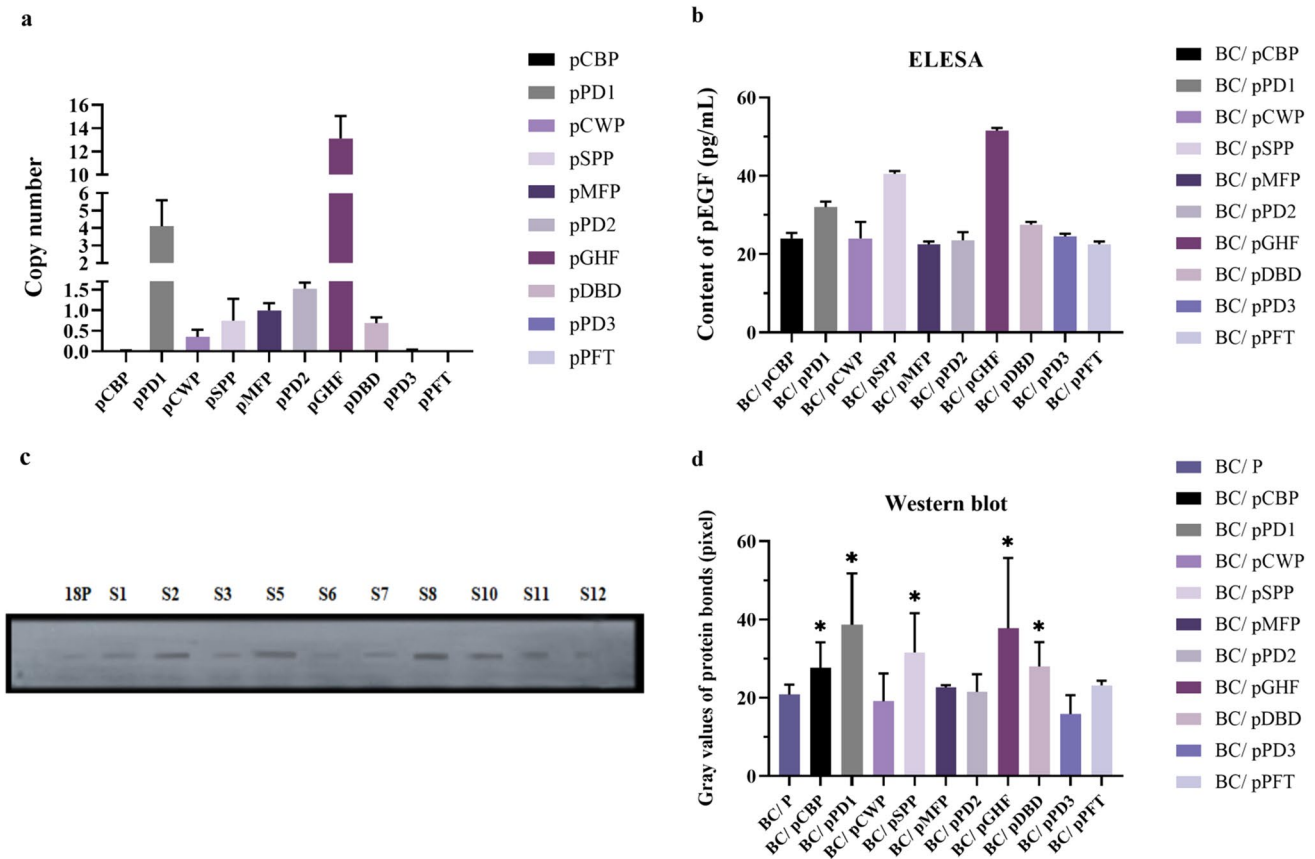 a
Copy number
16
14
12
10
6
5
4
3
2
1.5
1.0
0.5
0.0
pCBP
pPD1
pCWP
pSPP
pMFP
pPD2
pGHF
pDBD
pPD3
pPFT
pCBP
pPD1
pCWP
pSPP
pMFP
pPD2
pGHF
pDBD
pPD3
pPFT
b
ELESA
Content of pEGF (pg/mL)
60
40
20
0
BC/ pCBP
BC/ pPD1
BC/ pCWP
BC/ pSPP
BC/ pMFP
BC/ pPD2
BC/ pGHF
BC/ pDBD
BC/ pPD3
BC/ pPFT
BC/ pCBP
BC/ pPD1
BC/ pCWP
BC/ pSPP
BC/ pMFP
BC/ pPD2
BC/ pGHF
BC/ pDBD
BC/ pPD3
BC/ pPFT
c
18P S1 S2 S3 S5 S6 S7 S8 S10 S11 S12
d
Western blot
Gray values of protein bonds (pixel)
60
40
20
0
* * * * *
BC/ P
BC/ pCBP
BC/ pPD1
BC/ pCWP
BC/ pSPP
BC/ pMFP
BC/ pPD2
BC/ pGHF
BC/ pDBD
BC/ pPD3
BC/ pPFT
BC/ P
BC/ pCBP
BC/ pPD1
BC/ pCWP
BC/ pSPP
BC/ pMFP
BC/ pPD2
BC/ pGHF
BC/ pDBD
BC/ pPD3
BC/ pPFT